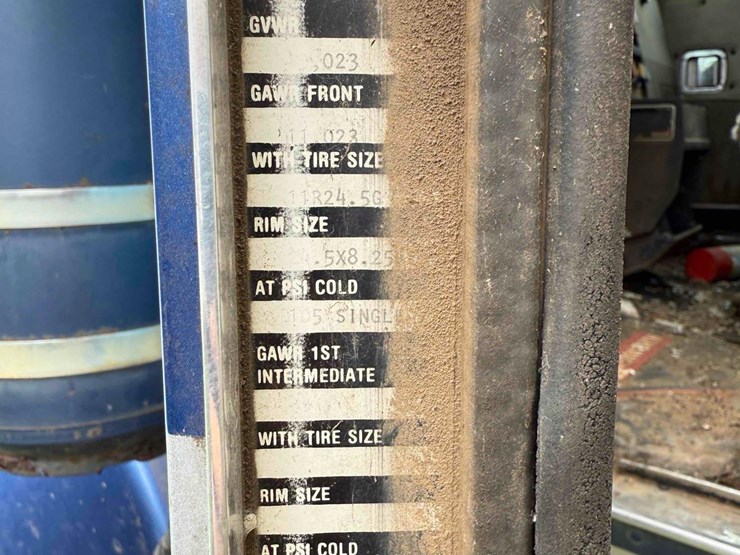 GVWR
023
GAWR FRONT
11 023
WITH TIRE SIZE
11R24.5G
RIM SIZE
.5X8.25
AT PSI COLD
105 SINGLE
GAWR 1ST
INTERMEDIATE
WITH TIRE SIZE
RIM SIZE
AT PSI COLD